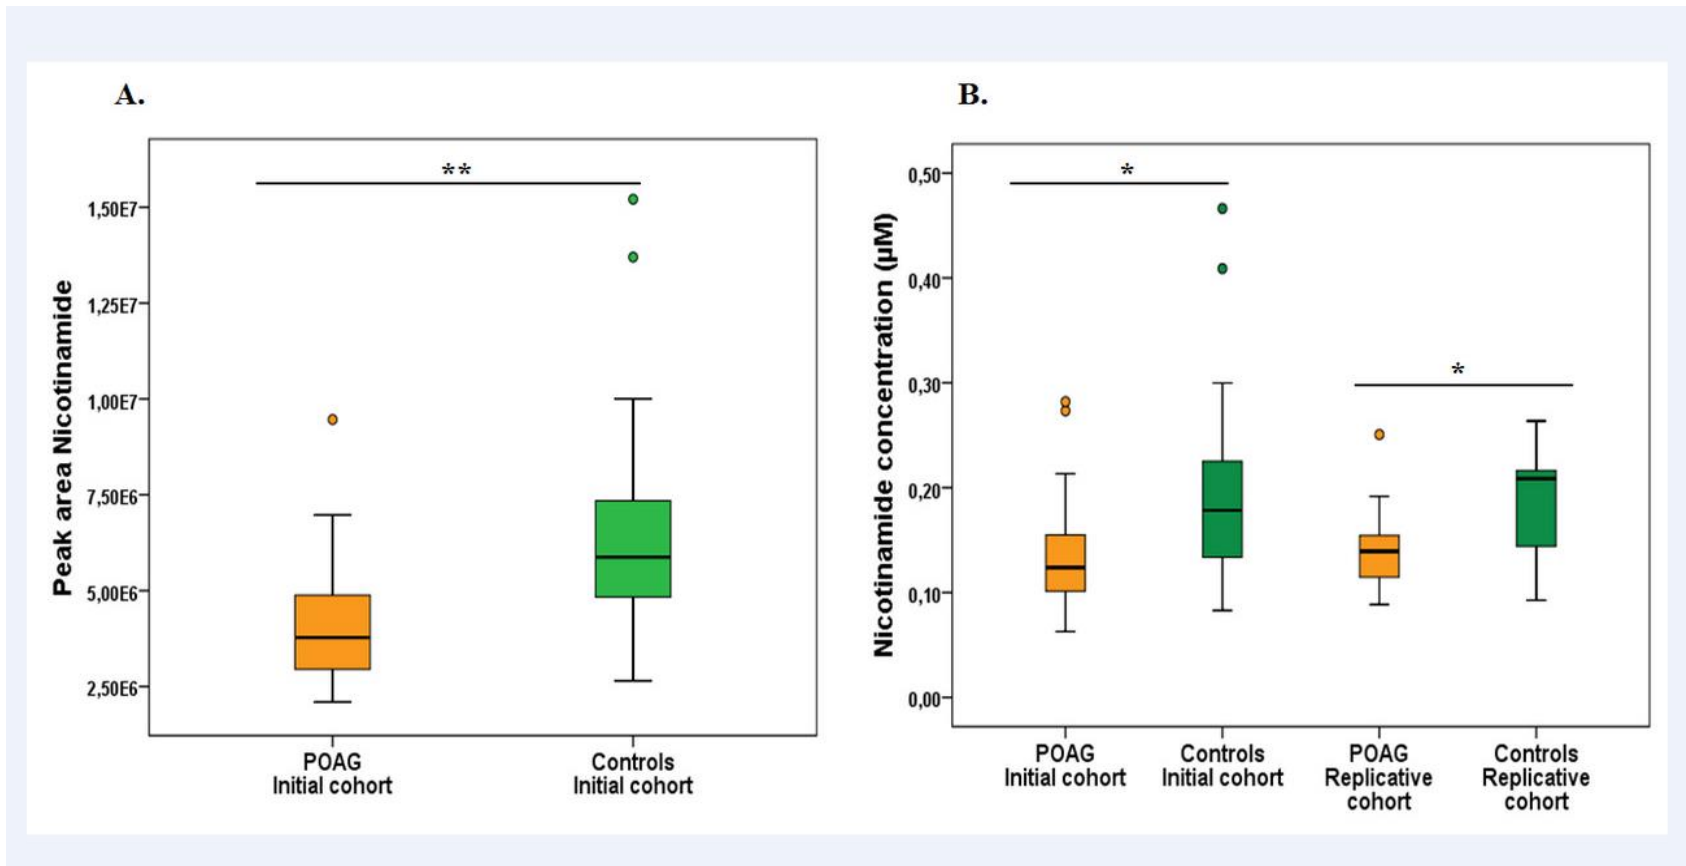 A.
**
Peak area Nicotinamide
1,50E7
1,25E7
1,00E7
7,50E6
5,00E6
2,50E6
POAG
Initial cohort
Controls
Initial cohort
B.
*
*
Nicotinamide concentration (µM)
0,50
0,40
0,30
0,20
0,10
0,00
POAG
Initial cohort
Controls
Initial cohort
POAG
Replicative
cohort
Controls
Replicative
cohort